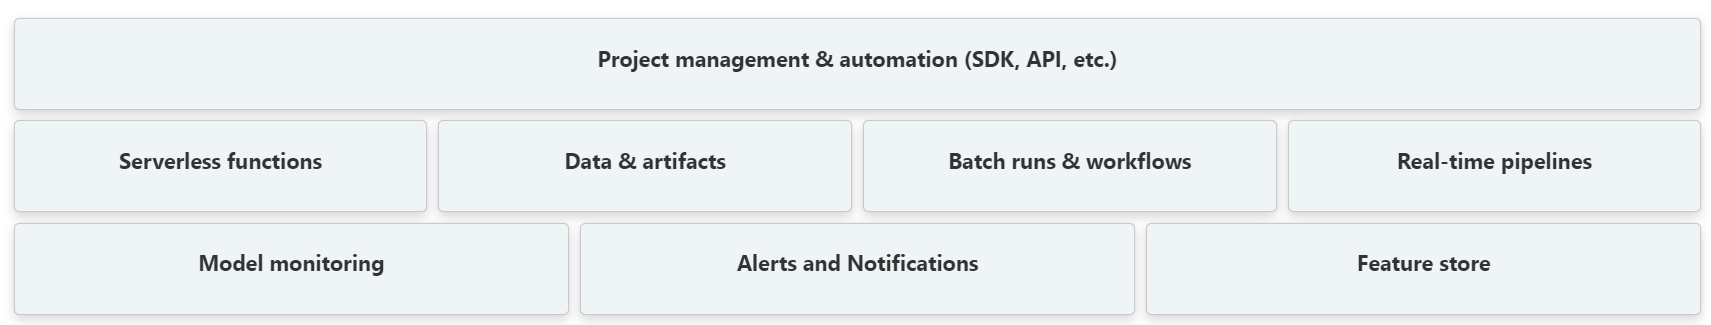 Project management & automation (SDK, API, etc.)
Serverless functions
Data & artifacts
Batch runs & workflows
Real-time pipelines
Model monitoring
Alerts and Notifications
Feature store